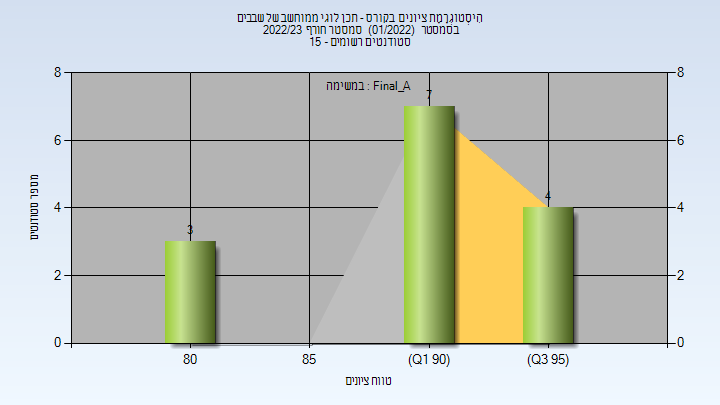 היסטוגרמת ציונים בקורס - תכן לוגי ממוחשב של שבבים
בסמסטר (01/2022) סמסטר חורף 2022/23
סטודנטים רשומים - 15
במשימה : Final_A
8 8
7
6 6
מספר סטודנטים
4 4
4
3
2 2
0 0
80 85 (Q1 90) (Q3 95)
טווח ציונים